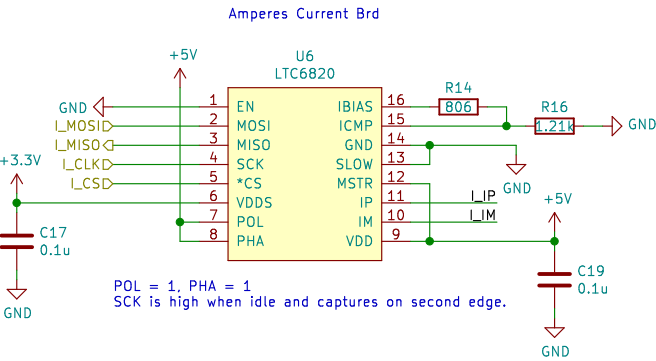 Amperes Current Brd
+5V
U6
LTC6820
GND 1 EN IBIAS 16 R14 806
I_MOSI 2 MOSI ICMP 15 R16 1.21k GND
I_MISO 3 MISO GND 14
I_CLK 4 SCK SLOW 13
I_CS 5 *CS MSTR 12 GND
+3.3V 6 VDDS IP 11 I_IP
7 POL IM 10 I_IM +5V
8 PHA VDD 9
C17
0.1u
GND
C19
0.1u
GND
POL = 1, PHA = 1
SCK is high when idle and captures on second edge.